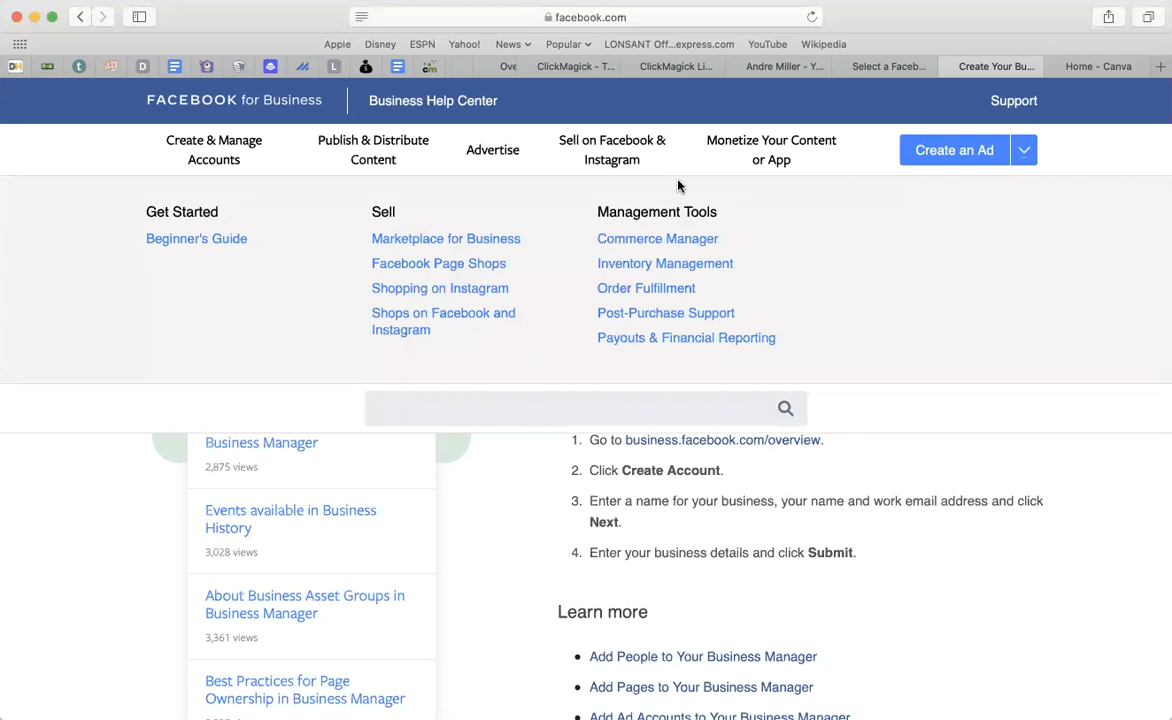 facebook.com
Apple Disney ESPN Yahoo! News Popular LONSANT Off...express.com YouTube Wikipedia
Ove ClickMagick - T... ClickMagick Li... Andre Miller - Y... Select a Faceb... Create Your Bu... Home - Canva
FACEBOOK for Business Business Help Center Support
Create & Manage Accounts
Publish & Distribute Content
Advertise
Sell on Facebook & Instagram
Monetize Your Content or App
Create an Ad
Get Started
Beginner's Guide
Sell
Marketplace for Business
Facebook Page Shops
Shopping on Instagram
Shops on Facebook and
Instagram
Management Tools
Commerce Manager
Inventory Management
Order Fulfillment
Post-Purchase Support
Payouts & Financial Reporting
Business Manager
2,875 views
Events available in Business
History
3,028 views
About Business Asset Groups in
Business Manager
3,361 views
Best Practices for Page
Ownership in Business Manager
1. Go to business.facebook.com/overview.
2. Click Create Account.
3. Enter a name for your business, your name and work email address and click
Next.
4. Enter your business details and click Submit.
Learn more
• Add People to Your Business Manager
• Add Pages to Your Business Manager
• Add Ad Accounts to Your Business Manager